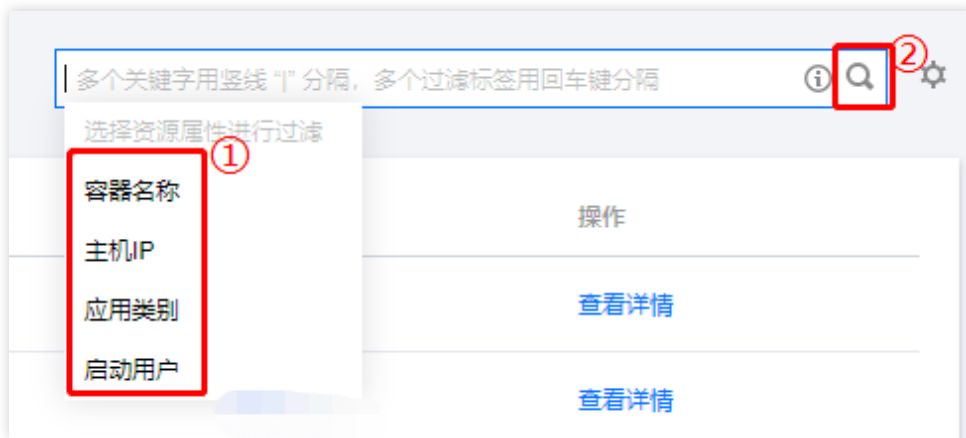 ②
多个关键字用竖线 "|" 分隔，多个过滤标签用回车键分隔
选择资源属性进行过滤
①
容器名称
操作
主机IP
应用类别
查看详情
启动用户
查看详情